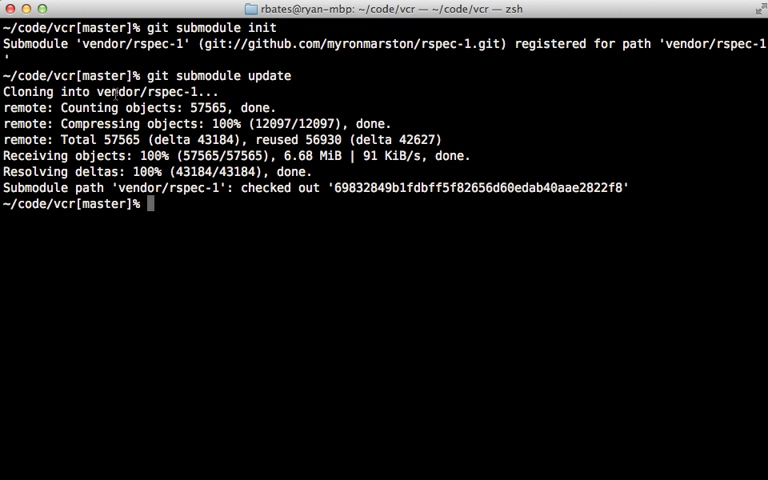 rbates@ryan-mbp: ~/code/vcr — ~/code/vcr — zsh
~/code/vcr[master]% git submodule init
Submodule 'vendor/rspec-1' (git://github.com/myronmarston/rspec-1.git) registered for path 'vendor/rspec-1
'
~/code/vcr[master]% git submodule update
Cloning into vendor/rspec-1...
remote: Counting objects: 57565, done.
remote: Compressing objects: 100% (12097/12097), done.
remote: Total 57565 (delta 43184), reused 56930 (delta 42627)
Receiving objects: 100% (57565/57565), 6.68 MiB | 91 KiB/s, done.
Resolving deltas: 100% (43184/43184), done.
Submodule path 'vendor/rspec-1': checked out '69832849b1fdbff5f82656d60edab40aae2822f8'
~/code/vcr[master]%